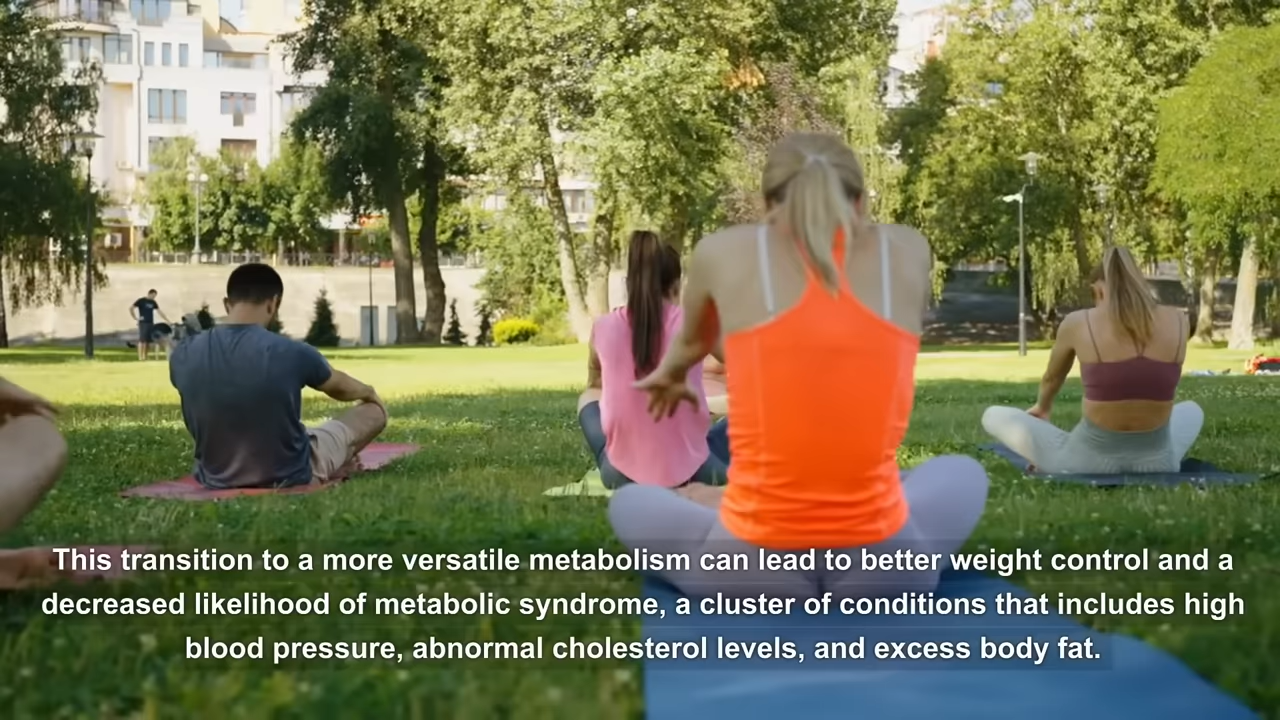 This transition to a more versatile metabolism can lead to better weight control and a
decreased likelihood of metabolic syndrome, a cluster of conditions that includes high
blood pressure, abnormal cholesterol levels, and excess body fat.